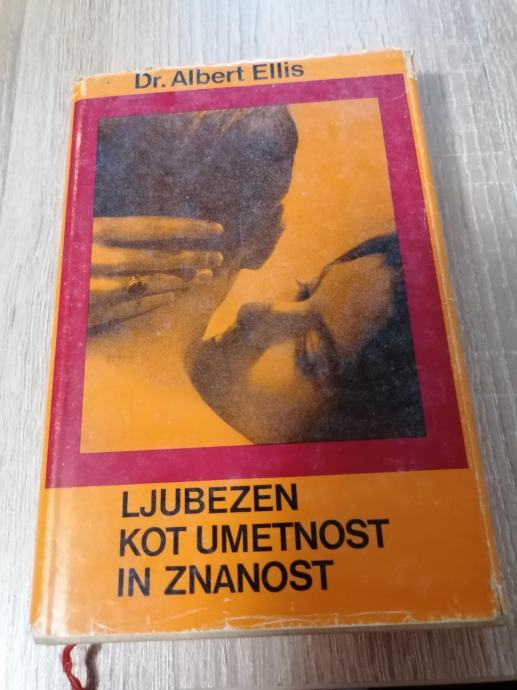 Dr. Albert Ellis
LJUBEZEN
KOT UMETNOST
IN ZNANOST